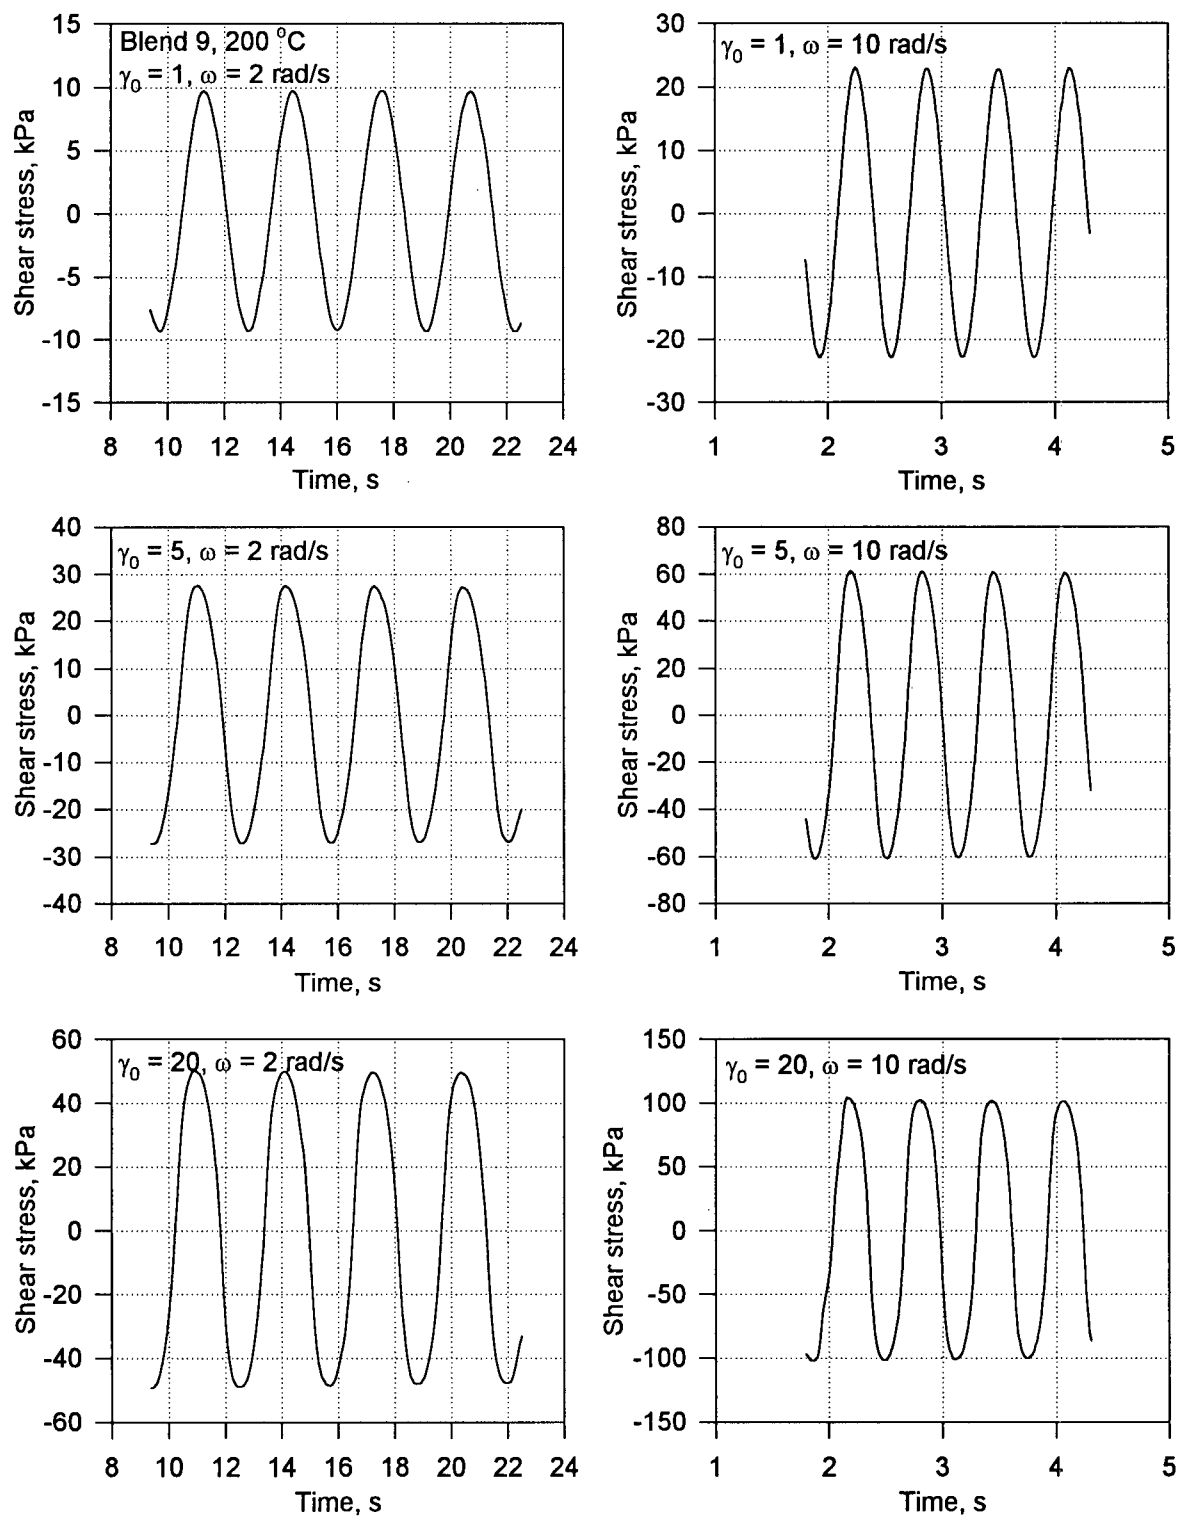 15
10
5
0
-5
-10
-15
Shear stress, kPa
Blend 9, 200 °C
γ0 = 1, ω = 2 rad/s
8 10 12 14 16 18 20 22 24
Time, s
30
20
10
0
-10
-20
-30
Shear stress, kPa
γ0 = 1, ω = 10 rad/s
1 2 3 4 5
Time, s
40
30
20
10
0
-10
-20
-30
-40
Shear stress, kPa
γ0 = 5, ω = 2 rad/s
8 10 12 14 16 18 20 22 24
Time, s
80
60
40
20
0
-20
-40
-60
-80
Shear stress, kPa
γ0 = 5, ω = 10 rad/s
1 2 3 4 5
Time, s
60
40
20
0
-20
-40
-60
Shear stress, kPa
γ0 = 20, ω = 2 rad/s
8 10 12 14 16 18 20 22 24
Time, s
150
100
50
0
-50
-100
-150
Shear stress, kPa
γ0 = 20, ω = 10 rad/s
1 2 3 4 5
Time, s